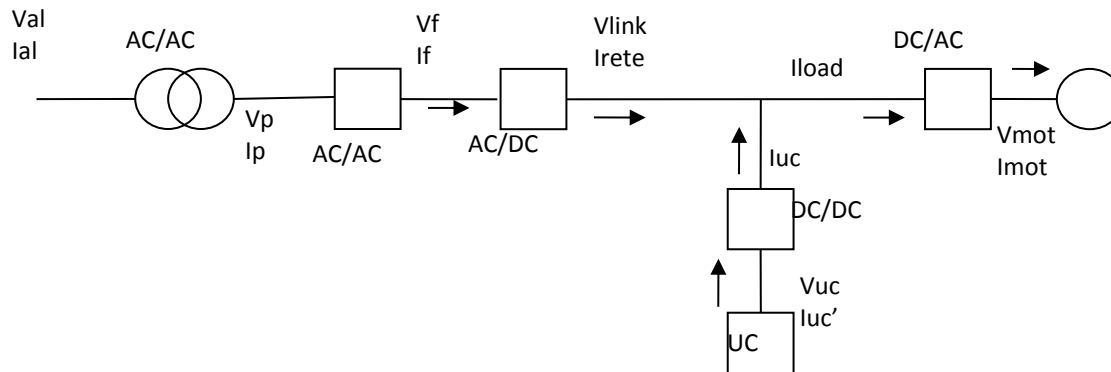 Val
Ial
AC/AC
Vf
If
Vlink
Irete
Iload
DC/AC
Vp
Ip
AC/AC
AC/DC
Vmot
Imot
Iuc
DC/DC
Vuc
Iuc’
UC